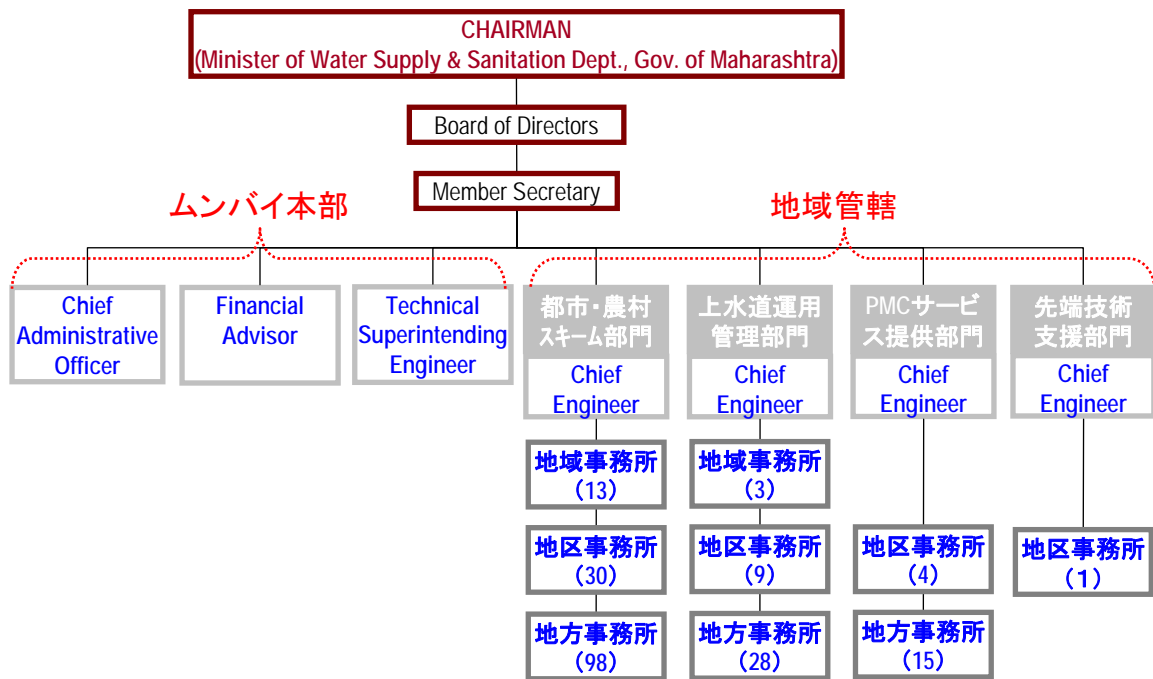 CHAIRMAN
(Minister of Water Supply & Sanitation Dept., Gov. of Maharashtra)
Board of Directors
Member Secretary
ムンバイ本部
地域管轄
Chief
Administrative
Officer
Financial
Advisor
Technical
Superintending
Engineer
都市・農村
スキーム部門
Chief
Engineer
上水道運用
管理部門
Chief
Engineer
PMCサービ
ス提供部門
Chief
Engineer
先端技術
支援部門
Chief
Engineer
地域事務所
(13)
地域事務所
(3)
地区事務所
(30)
地区事務所
(9)
地区事務所
(4)
地区事務所
(1)
地方事務所
(98)
地方事務所
(28)
地方事務所
(15)